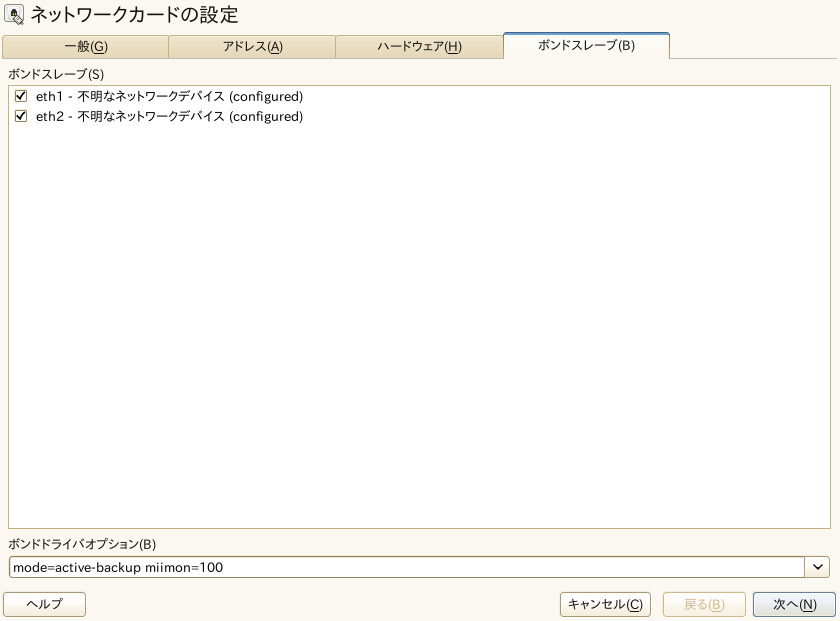 ネットワークカードの設定
一般(G) アドレス(A) ハードウェア(H) ボンドスレーブ(B)
ボンドスレーブ(S)
eth1 - 不明なネットワークデバイス (configured)
eth2 - 不明なネットワークデバイス (configured)
ボンドドライバオプション(B)
mode=active-backup miimon=100
ヘルプ キャンセル(C) 戻る(B) 次へ(N)